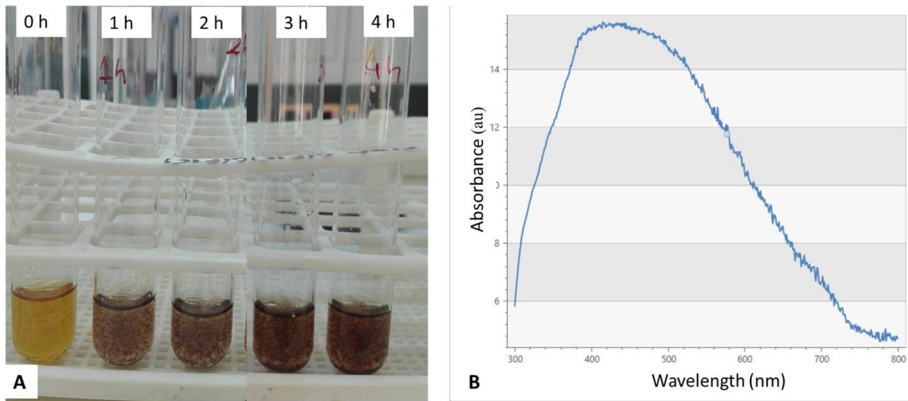 0 h
1 h
2 h
3 h
4 h
1h
4h
A
Absorbance (au)
14
12
8
6
300
400
500
600
700
800
Wavelength (nm)
B